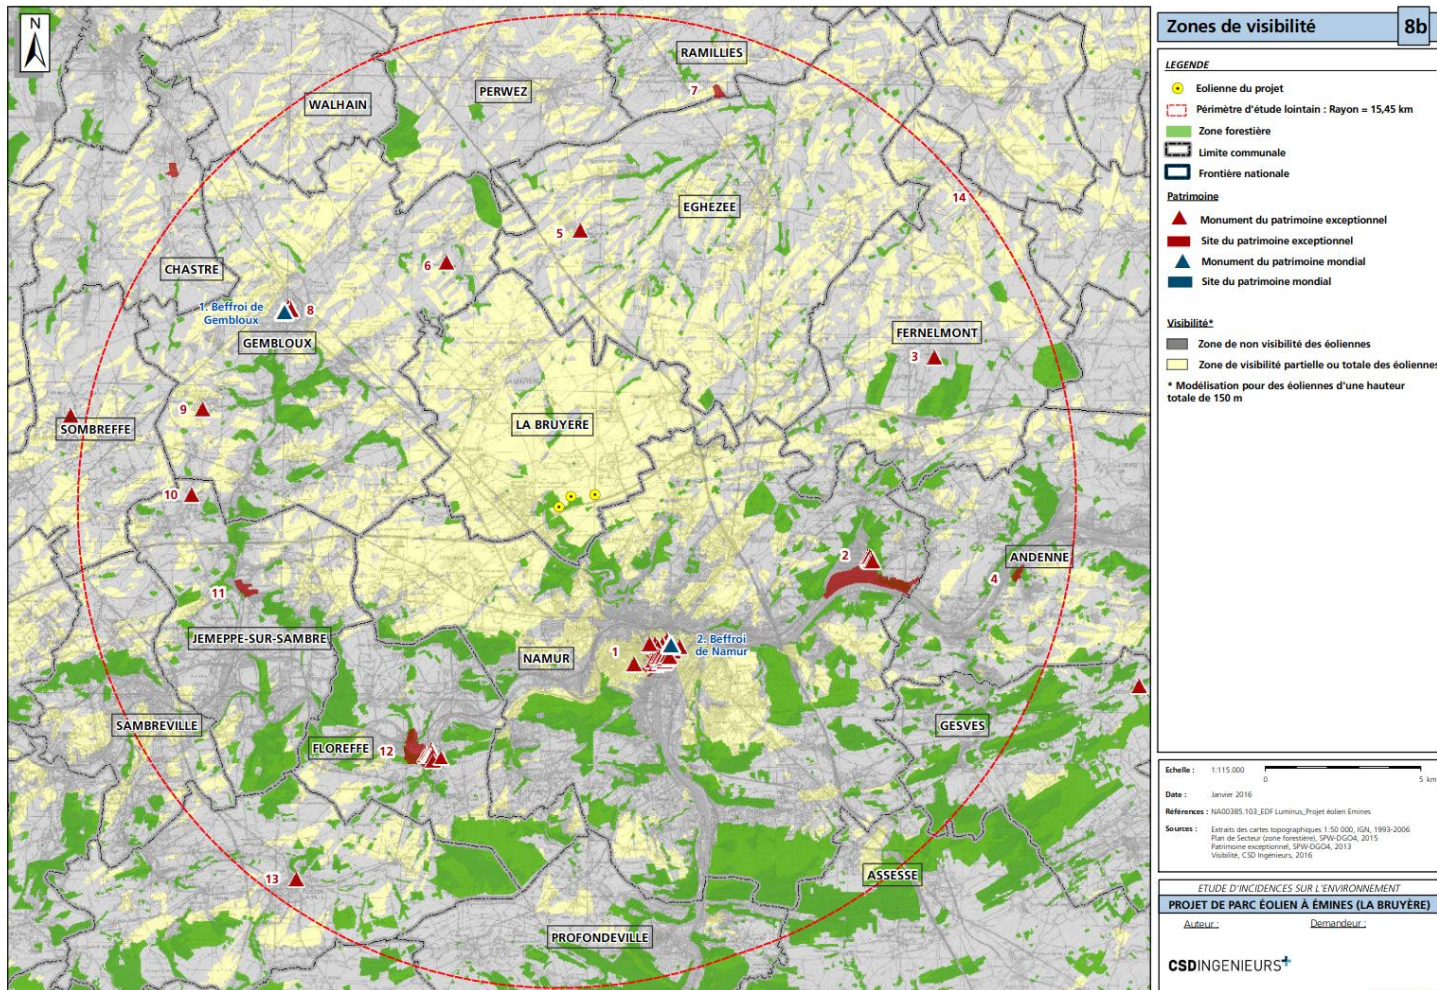 N
RAMILLIES
7
PERWEZ
WALHAIN
14
EGHEZEE
5
6
CHASTRE
1. Beffroi de
Gembloux
8
GEMBLOUX
FERNELMONT
3
9
SOMBREFFE
LA BRUYERE
10
2
ANDENNE
4
11
JEMEPPE-SUR-SAMBRE
NAMUR
1
2. Beffroi
de Namur
SAMBREVILLE
GESVES
FLOREFFE
12
13
ASSESSE
PROFONDEVILLE
Zones de visibilité
8b
LEGENDE
Eolienne du projet
Périmètre d'étude lointain : Rayon = 15,45 km
Zone forestière
Limite communale
Frontière nationale
Patrimoine
Monument du patrimoine exceptionnel
Site du patrimoine exceptionnel
Monument du patrimoine mondial
Site du patrimoine mondial
Visibilité*
Zone de non visibilité des éoliennes
Zone de visibilité partielle ou totale des éoliennes
* Modélisation pour des éoliennes d'une hauteur
totale de 150 m
Echelle : 1:115.000
0 5 km
Date : Janvier 2016
Références : NA00385.103_EDF Luminus_Projet éolien Emines
Sources : Extraits des cartes topographiques 1:50 000, IGN, 1993-2006
Plan de Secteur (zone forestière), SPW-DGO4, 2015
Patrimoine exceptionnel, SPW-DGO4, 2013
Visibilité, CSD Ingénieurs, 2016
ETUDE D'INCIDENCES SUR L'ENVIRONNEMENT
PROJET DE PARC ÉOLIEN À ÉMINES (LA BRUYÈRE)
Auteur : Demandeur :
CSDINGENIEURS+